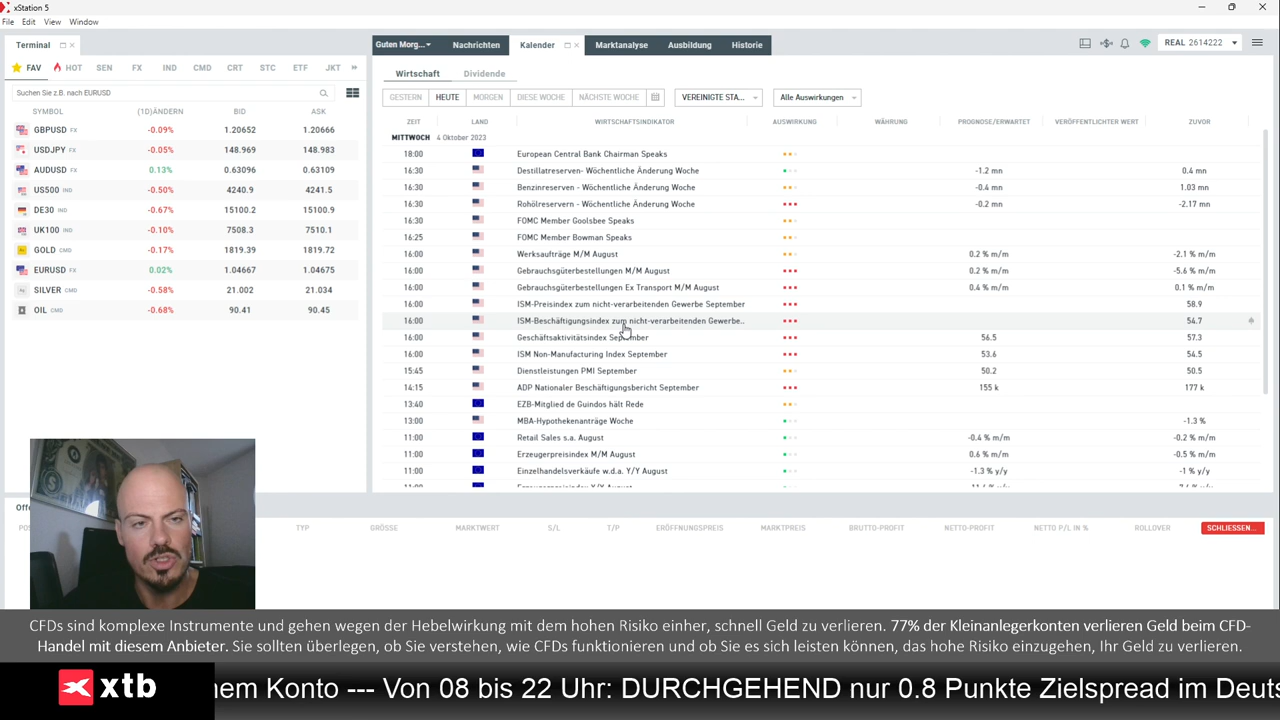 xStation 5
File Edit View Window
Terminal
Guten Morg... Nachrichten Kalender Marktanalyse Ausbildung Historie
REAL 2614222
FAV HOT SEN FX IND CMD CRT STC ETF JKT
Wirtschaft Dividende
Suchen Sie z.B. nach EURUSD
GESTERN HEUTE MORGEN DIESE WOCHE NÄCHSTE WOCHE VEREINIGTE STA... Alle Auswirkungen
SYMBOL (1D)ÄNDERN BID ASK
GBPUSD FX -0.09% 1.20652 1.20666
USDJPY FX -0.05% 148.969 148.983
AUDUSD FX 0.13% 0.63096 0.63109
US500 IND -0.50% 4240.9 4241.5
DE30 IND -0.67% 15100.2 15100.9
UK100 IND -0.10% 7508.3 7510.1
GOLD CMD -0.17% 1819.39 1819.72
EURUSD FX 0.02% 1.04667 1.04675
SILVER CMD -0.58% 21.002 21.034
OIL CMD -0.68% 90.41 90.45
ZEIT LAND WIRTSCHAFTSINDIKATOR AUSWIRKUNG WÄHRUNG PROGNOSE/ERWARTET VERÖFFENTLICHTER WERT ZUVOR
MITTWOCH 4 Oktober 2023
18:00 European Central Bank Chairman Speaks
16:30 Destillatreserven- Wöchentliche Änderung Woche -1.2 mn 0.4 mn
16:30 Benzinreserven - Wöchentliche Änderung Woche -0.4 mn 1.03 mn
16:30 Rohölreservern - Wöchentliche Änderung Woche -0.2 mn -2.17 mn
16:30 FOMC Member Goolsbee Speaks
16:25 FOMC Member Bowman Speaks
16:00 Werksaufträge M/M August 0.2 % m/m -2.1 % m/m
16:00 Gebrauchsgüterbestellungen M/M August 0.2 % m/m -5.6 % m/m
16:00 Gebrauchsgüterbestellungen Ex Transport M/M August 0.4 % m/m 0.1 % m/m
16:00 ISM-Preisindex zum nicht-verarbeitenden Gewerbe September 58.9
16:00 ISM-Beschäftigungsindex zum nicht-verarbeitenden Gewerbe.. 54.7
16:00 Geschäftsaktivitätsindex September 56.5 57.3
16:00 ISM Non-Manufacturing Index September 53.6 54.5
15:45 Dienstleistungen PMI September 50.2 50.5
14:15 ADP Nationaler Beschäftigungsbericht September 155 k 177 k
13:40 EZB-Mitglied de Guindos hält Rede
13:00 MBA-Hypothekenanträge Woche -1.3 %
11:00 Retail Sales s.a. August -0.4 % m/m -0.2 % m/m
11:00 Erzeugerpreisindex M/M August 0.6 % m/m -0.5 % m/m
11:00 Einzelhandelsverkäufe w.d.a. Y/Y August -1.3 % y/y -1 % y/y
11:00 Erzeugerpreisindex Y/Y August
TYP GRÖSSE MARKTWERT S/L T/P ERÖFFNUNGSPREIS MARKTPREIS BRUTTO-PROFIT NETTO-PROFIT NETTO P/L IN % ROLLOVER SCHLIESSEN...
CFDs sind komplexe Instrumente und gehen wegen der Hebelwirkung mit dem hohen Risiko einher, schnell Geld zu verlieren. 77% der Kleinanlegerkonten verlieren Geld beim CFD-
Handel mit diesem Anbieter. Sie sollten überlegen, ob Sie verstehen, wie CFDs funktionieren und ob Sie es sich leisten können, das hohe Risiko einzugehen, Ihr Geld zu verlieren.
xtb nem Konto --- Von 08 bis 22 Uhr: DURCHGEHEND nur 0.8 Punkte Zielspread im Deuts